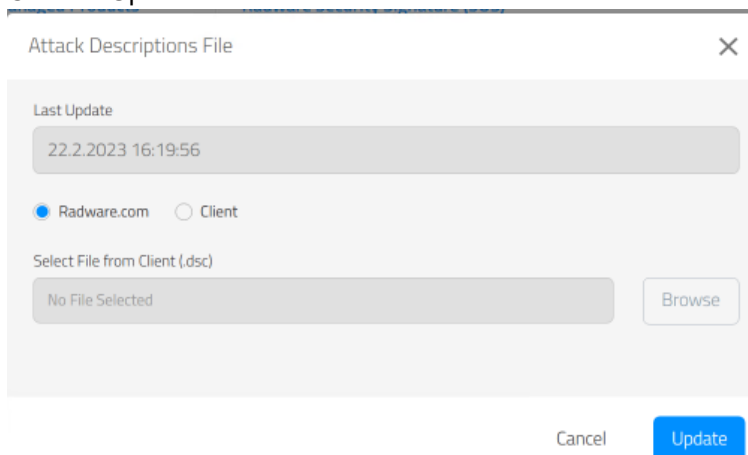 Attack Descriptions File
Last Update
22.2.2023 16:19:56
Radware.com Client
Select File from Client (.dsc)
No File Selected Browse
Cancel Update